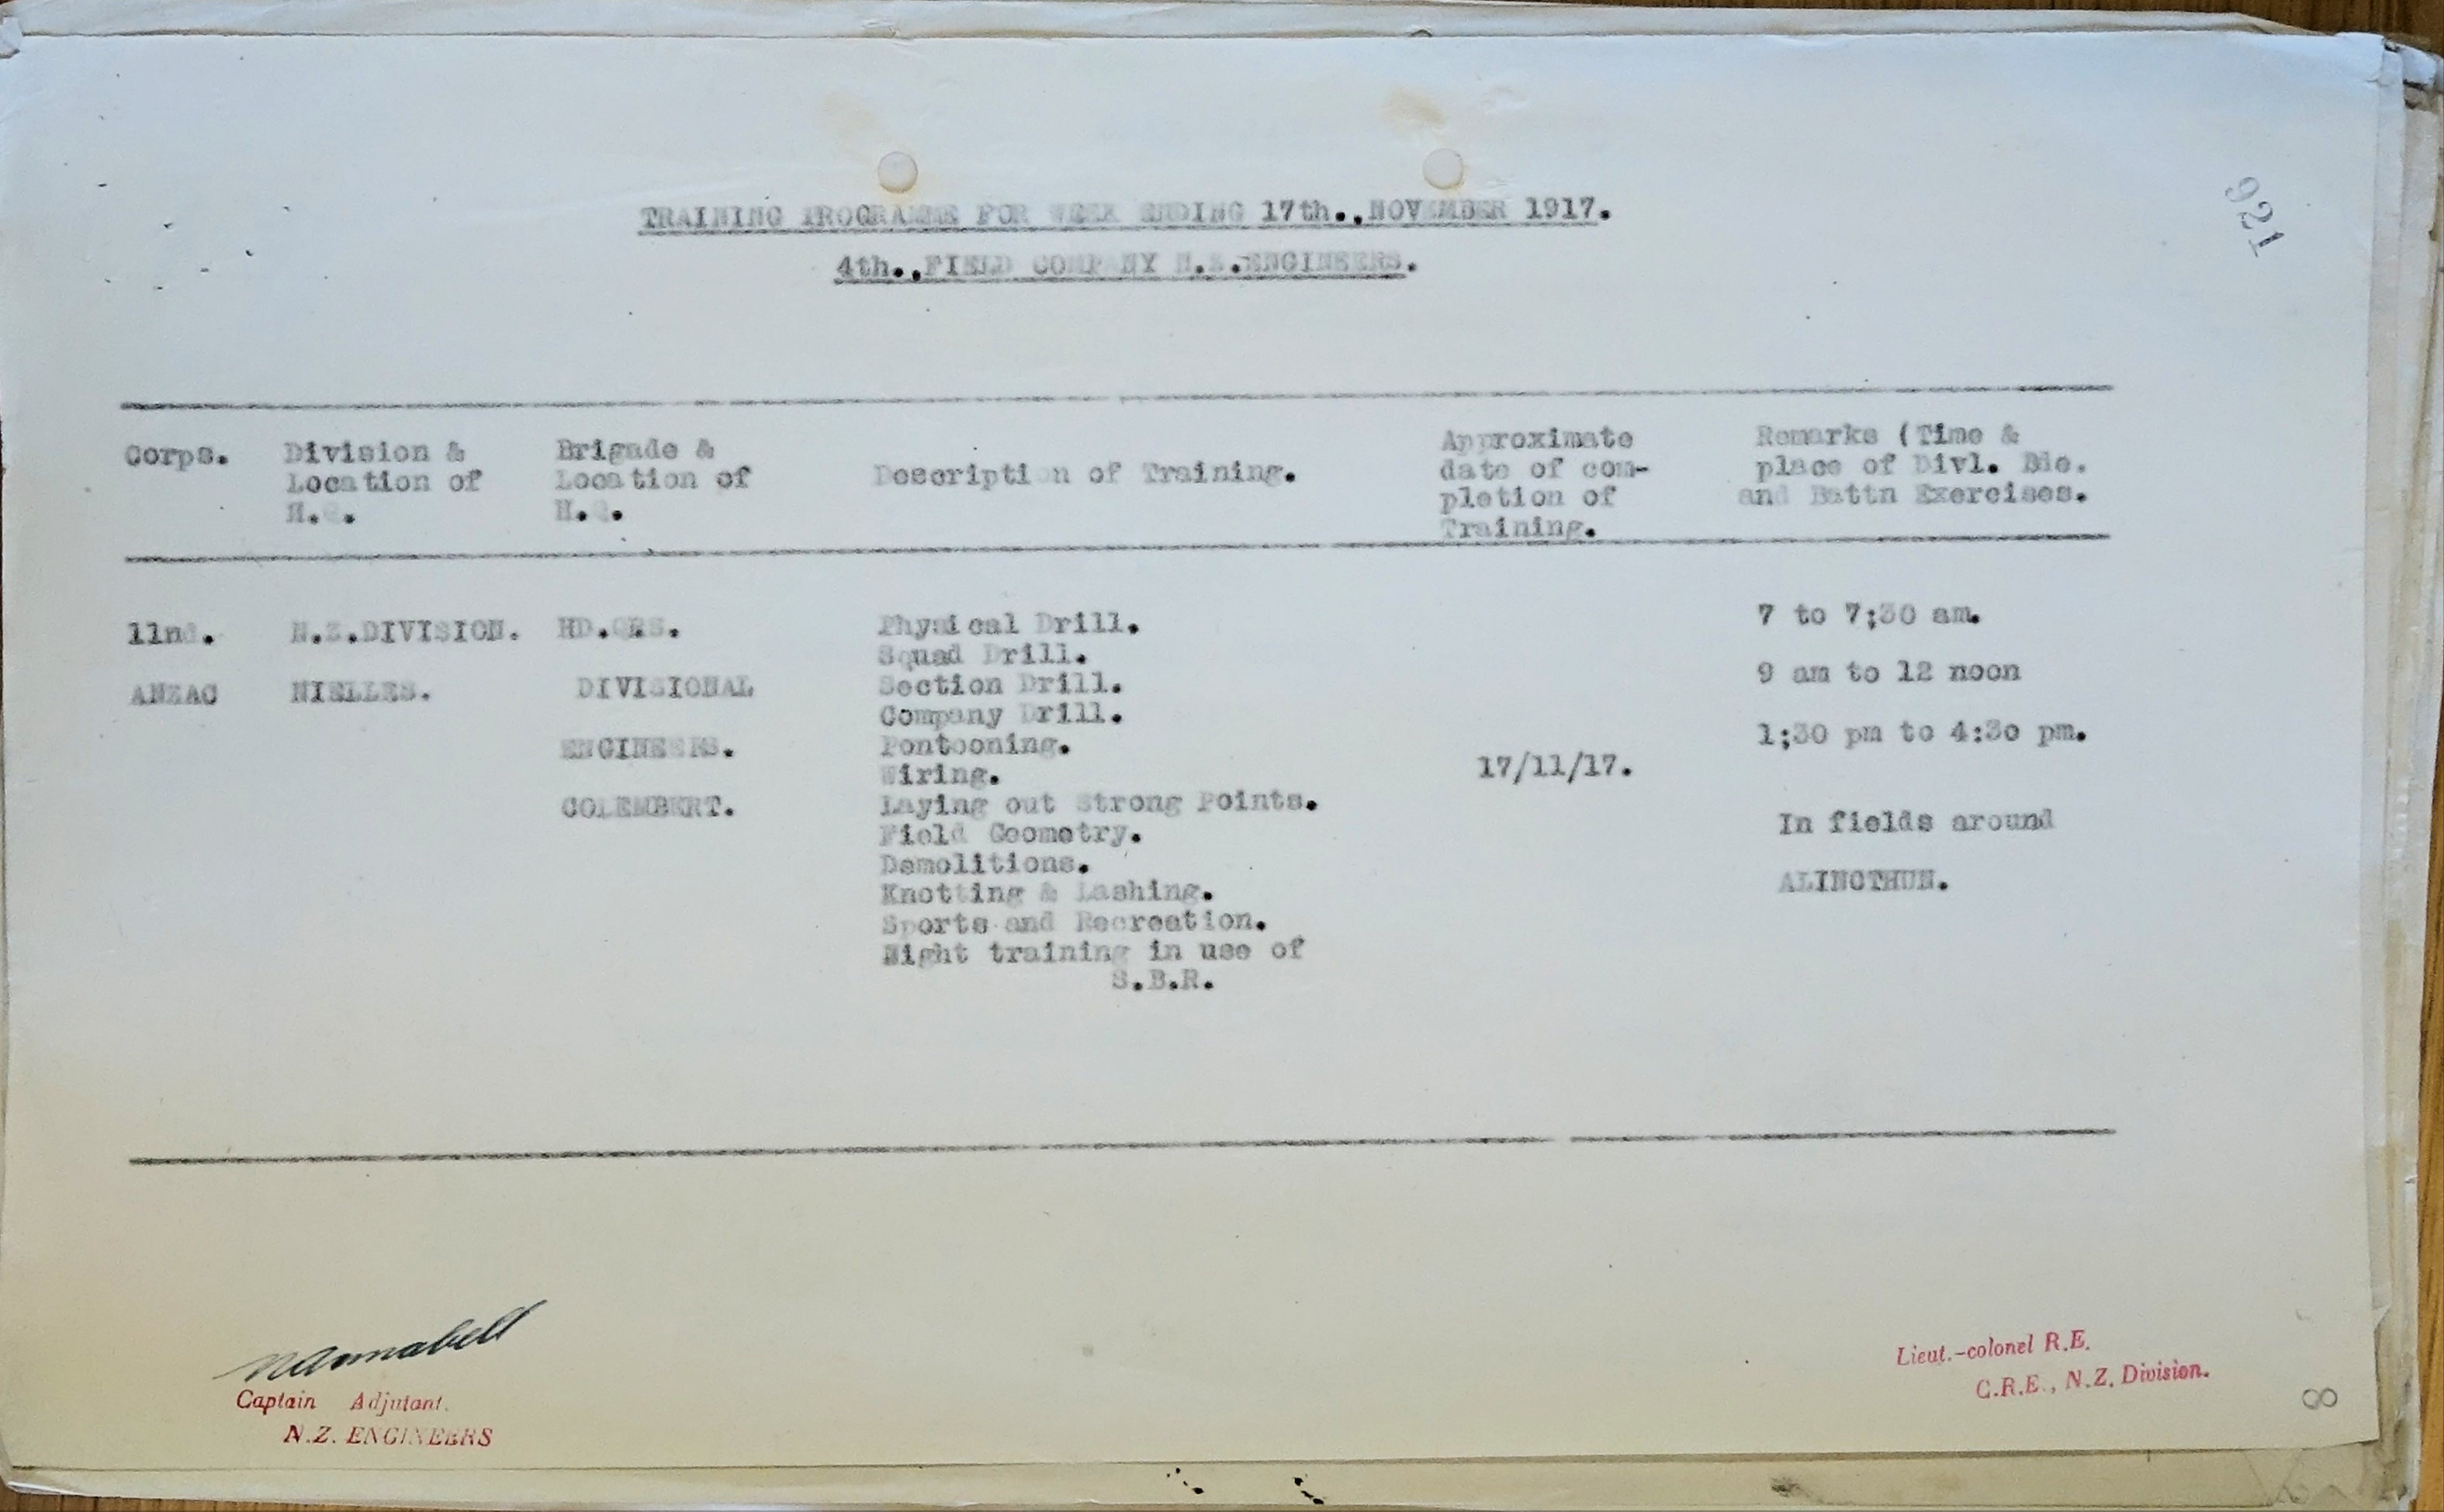 921
TRAINING PROGRAMME FOR WEEK ENDING 17th., NOVEMBER 1917.
4th., FIELD COMPANY N.Z.ENGINEERS.
Corps.
Division &
Location of
H.Q.
Brigade &
Location of
H.Q.
Description of Training.
Approximate
date of com-
pletion of
Training.
Remarks (Time &
place of Divl. Bde.
and Battn Exercises.
11nd.
ANZAC
N.Z.DIVISION.
NIELLES.
HD.QRS.
DIVISIONAL
ENGINEERS.
COLEMBERT.
Physical Drill.
Squad Drill.
Section Drill.
Company Drill.
Pontooning.
Wiring.
Laying out Strong Points.
Field Geometry.
Demolitions.
Knotting & Lashing.
Sports and Recreation.
Night training in use of
S.B.R.
17/11/17.
7 to 7;30 am.
9 am to 12 noon
1;30 pm to 4:30 pm.
In fields around
ALINCTHUN.
NAnnabell
Captain Adjutant.
N.Z. ENGINEERS
Lieut.-colonel R.E.
C.R.E., N.Z. Division.
8